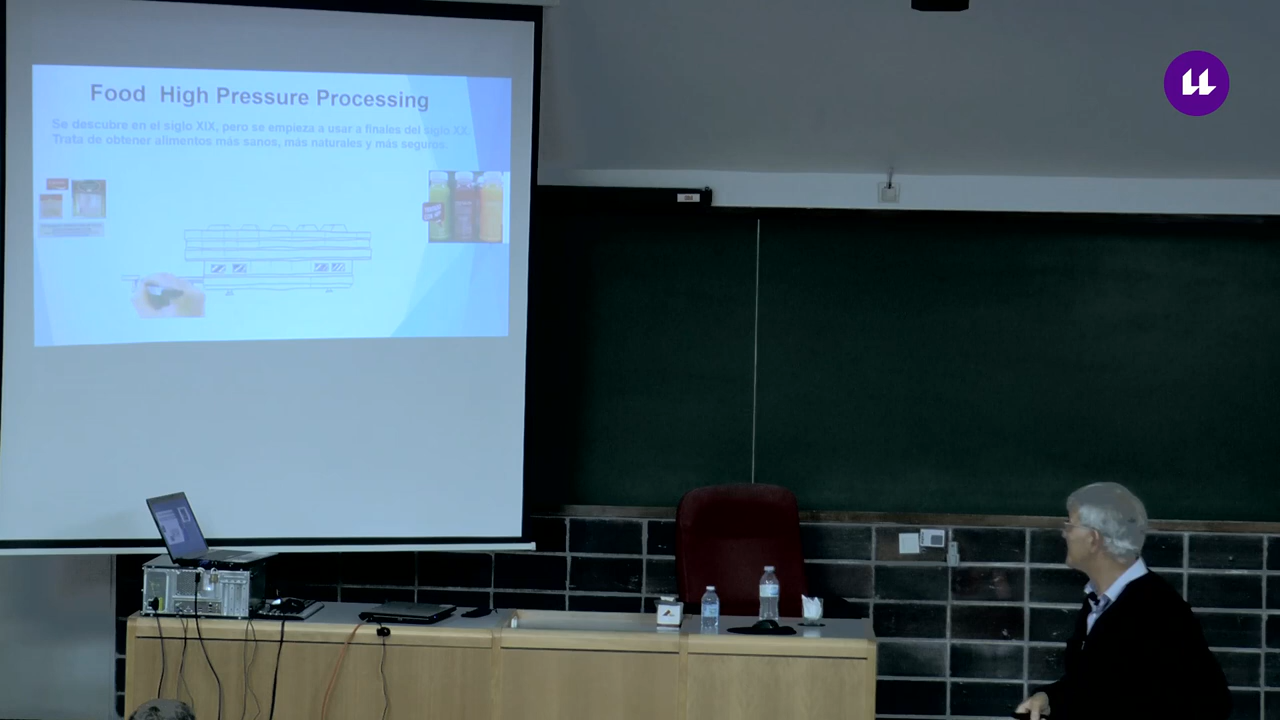 Food High Pressure Processing
Se descubre en el siglo XIX, pero se empieza a usar a finales del siglo XX.
Trata de obtener alimentos más sanos, más naturales y más seguros.